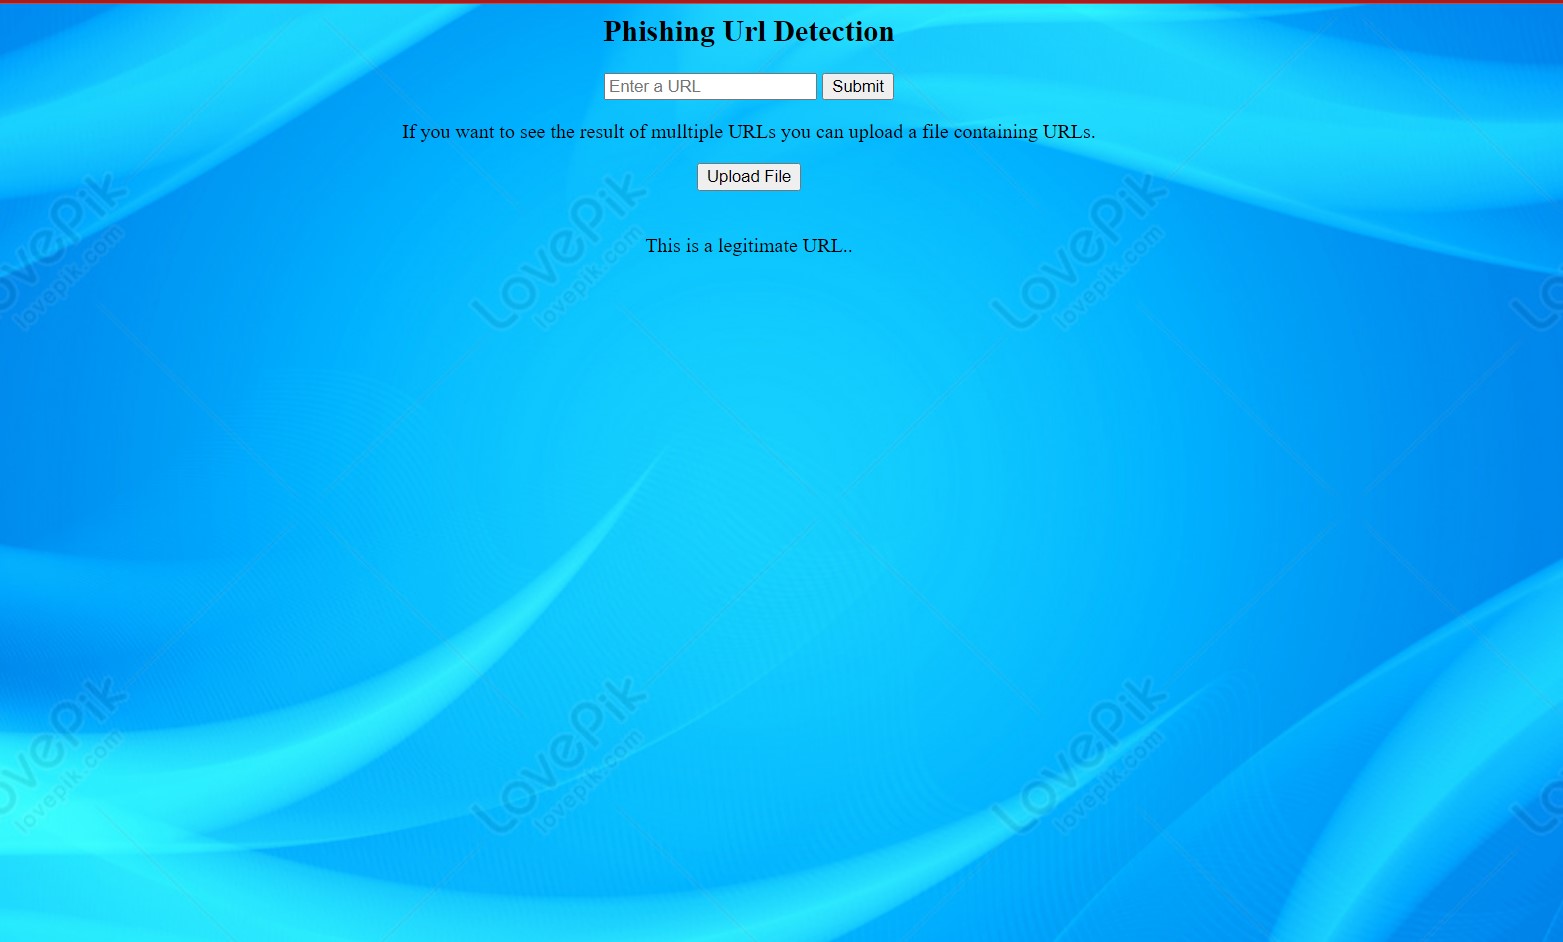 Phishing Url Detection
Enter a URL Submit
If you want to see the result of mulltiple URLs you can upload a file containing URLs.
Upload File
LovePik
lovepik.com
LovePik
lovepik.com
LovePik
lovepik.com
This is a legitimate URL..
LovePik
lovepik.com
LovePik
lovepik.com
LovePik
lovepik.com